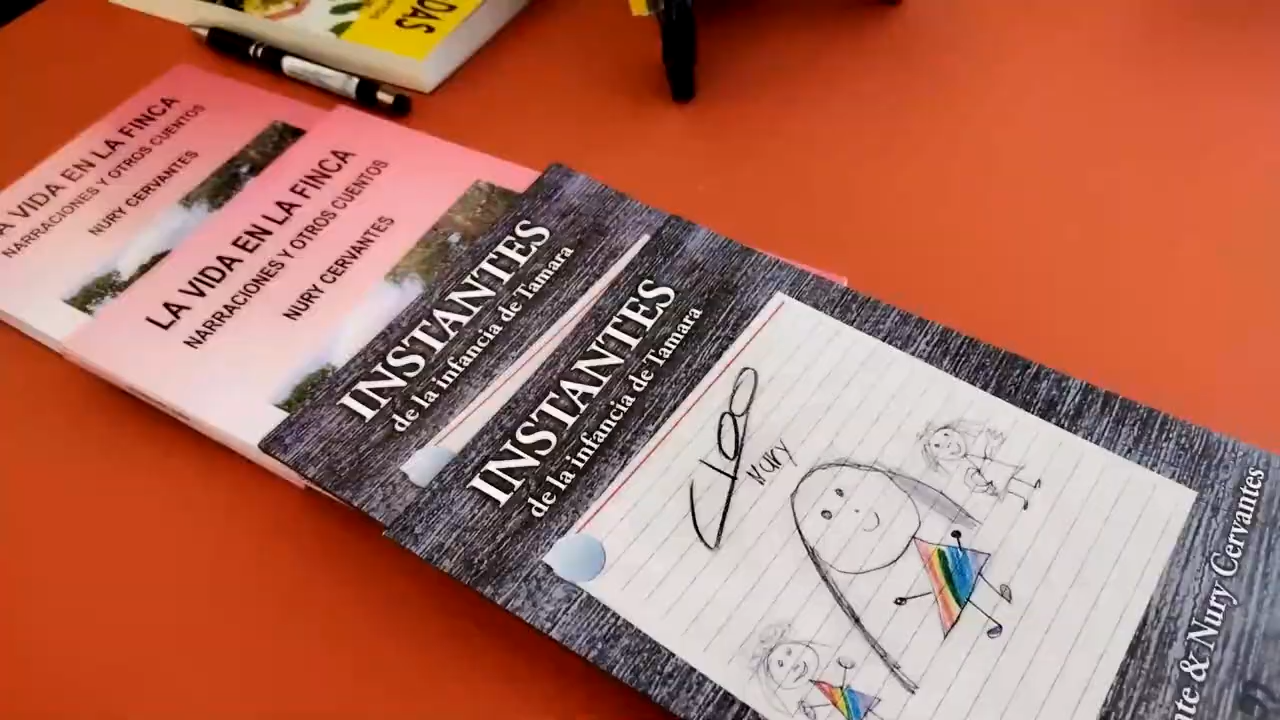 DAS
A VIDA EN LA FINCA
NARRACIONES Y OTROS CUENTOS
NURY CERVANTES
LA VIDA EN LA FINCA
NARRACIONES Y OTROS CUENTOS
NURY CERVANTES
INSTANTES
de la infancia de Tamara
INSTANTES
de la infancia de Tamara
Nury
te & Nury Cervantes